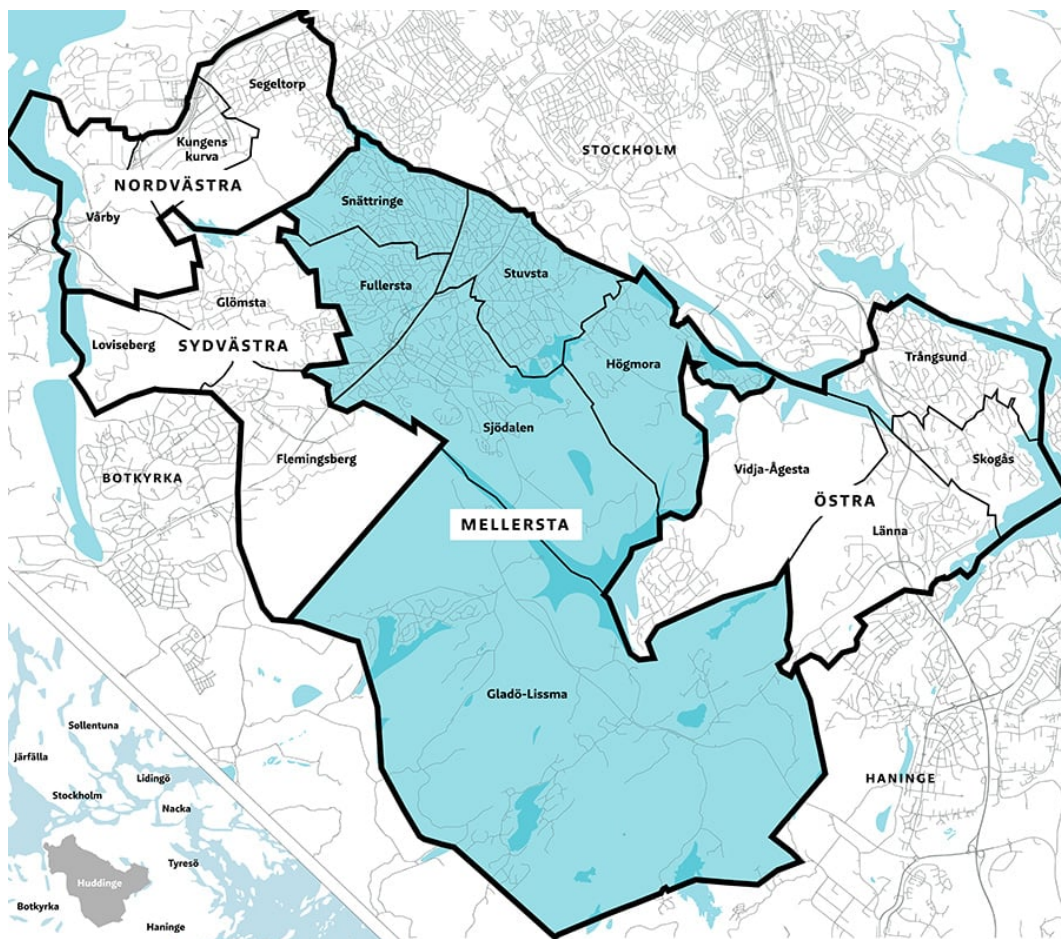 Segeltorp
Kungens
kurva
STOCKHOLM
NORDVÄSTRA
Snättringe
Vårby
Stuvsta
Fullersta
Glömsta
Loviseberg
SYDVÄSTRA
Högmora
Trångsund
Sjödalen
Flemingsberg
BOTKYRKA
Vidja-Ågesta
Skogås
ÖSTRA
MELLERSTA
Länna
Gladö-Lissma
HANINGE
Sollentuna
Järfälla
Lidingö
Stockholm
Nacka
Tyresö
Huddinge
Botkyrka
Haninge